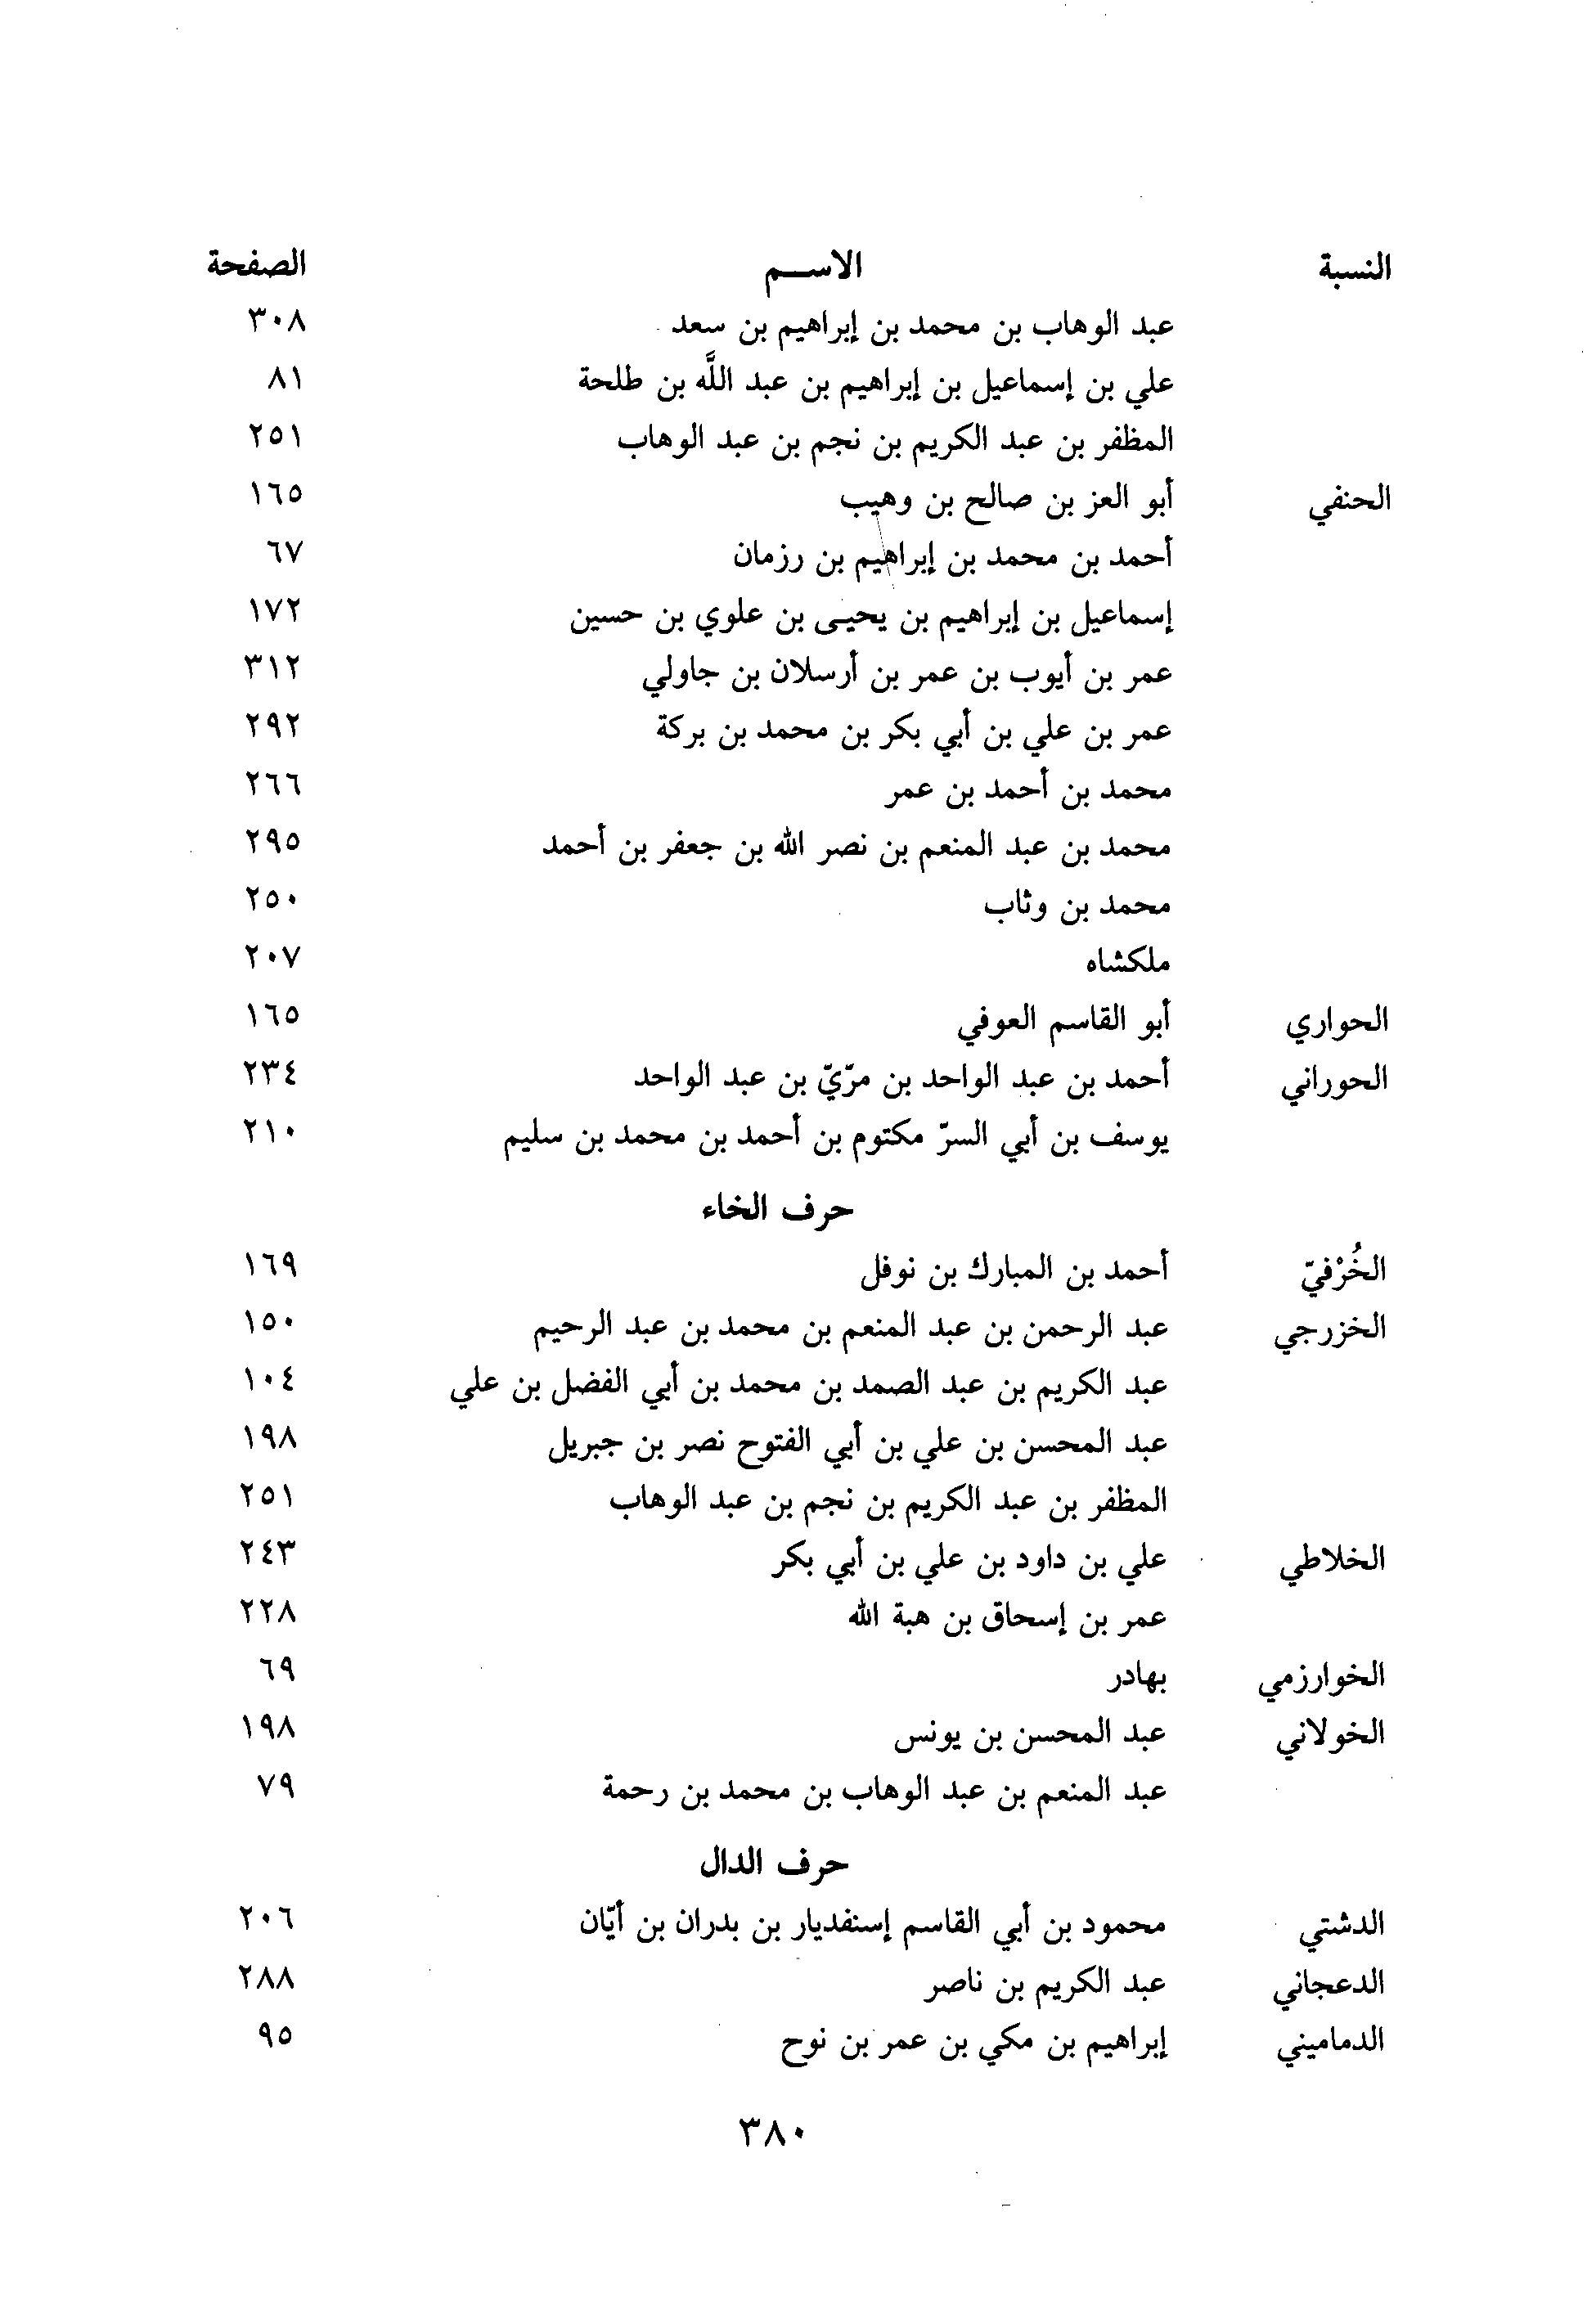 النسبة الاســم الصفحة
عبد الوهاب بن محمد بن إبراهيم بن سعد ٣٠٨
علي بن إسماعيل بن إبراهيم بن عبد اللَّه بن طلحة ٨١
المظفر بن عبد الكريم بن نجم بن عبد الوهاب ٢٥١
الحنفي أبو العز بن صالح بن وهيب ١٦٥
أحمد بن محمد بن إبراهيم بن رزمان ٦٧
إسماعيل بن إبراهيم بن يحيـى بن علوي بن حسين ١٧٢
عمر بن أيوب بن عمر بن أرسلان بن جاولي ٣١٢
عمر بن علي بن أبي بكر بن محمد بن بركة ٢٩٢
محمد بن أحمد بن عمر ٢٦٦
محمد بن عبد المنعم بن نصر الله بن جعفر بن أحمد ٢٩٥
محمد بن وثاب ٢٥٠
ملكشاه ٢٠٧
الحواري أبو القاسم العوفي ١٦٥
الحوراني أحمد بن عبد الواحد بن مرّيّ بن عبد الواحد ٢٣٤
يوسف بن أبي السرّ مكتوم بن أحمد بن محمد بن سليم ٢١٠
حرف الخاء
الخُرْفيّ أحمد بن المبارك بن نوفل ١٦٩
الخزرجي عبد الرحمن بن عبد المنعم بن محمد بن عبد الرحيم ١٥٠
عبد الكريم بن عبد الصمد بن محمد بن أبي الفضل بن علي ١٠٤
عبد المحسن بن علي بن أبي الفتوح نصر بن جبريل ١٩٨
المظفر بن عبد الكريم بن نجم بن عبد الوهاب ٢٥١
الخلاطي علي بن داود بن علي بن أبي بكر ٢٤٣
عمر بن إسحاق بن هبة الله ٢٢٨
الخوارزمي بهادر ٦٩
الخولاني عبد المحسن بن يونس ١٩٨
عبد المنعم بن عبد الوهاب بن محمد بن رحمة ٧٩
حرف الدال
الدشتي محمود بن أبي القاسم إسنفديار بن بدران بن أيّان ٢٠٦
الدعجاني عبد الكريم بن ناصر ٢٨٨
الدماميني إبراهيم بن مكي بن عمر بن نوح ٩٥
٣٨٠